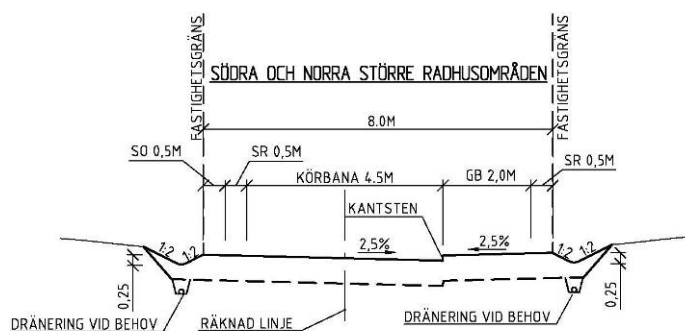 FASTIGHETSGRÄNS
FASTIGHETSGRÄNS
SÖDRA OCH NORRA STÖRRE RADHUSOMRÅDEN
8.0M
SO 0,5M
SR 0,5M
KÖRBANA 4.5M
GB 2,0M
SR 0,5M
KANTSTEN
1:2
1:2
2,5%
2,5%
1:2
1:2
0,25
0,25
DRÄNERING VID BEHOV
RÄKNAD LINJE
DRÄNERING VID BEHOV